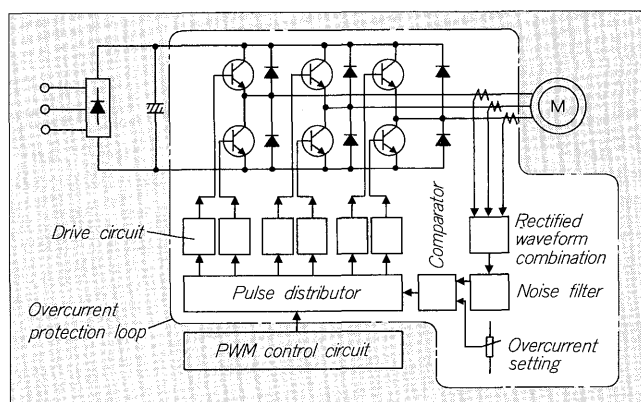 M
Drive circuit
Comparator
Rectified
waveform
combination
Pulse distributor
Noise filter
Overcurrent
protection loop
PWM control circuit
Overcurrent
setting